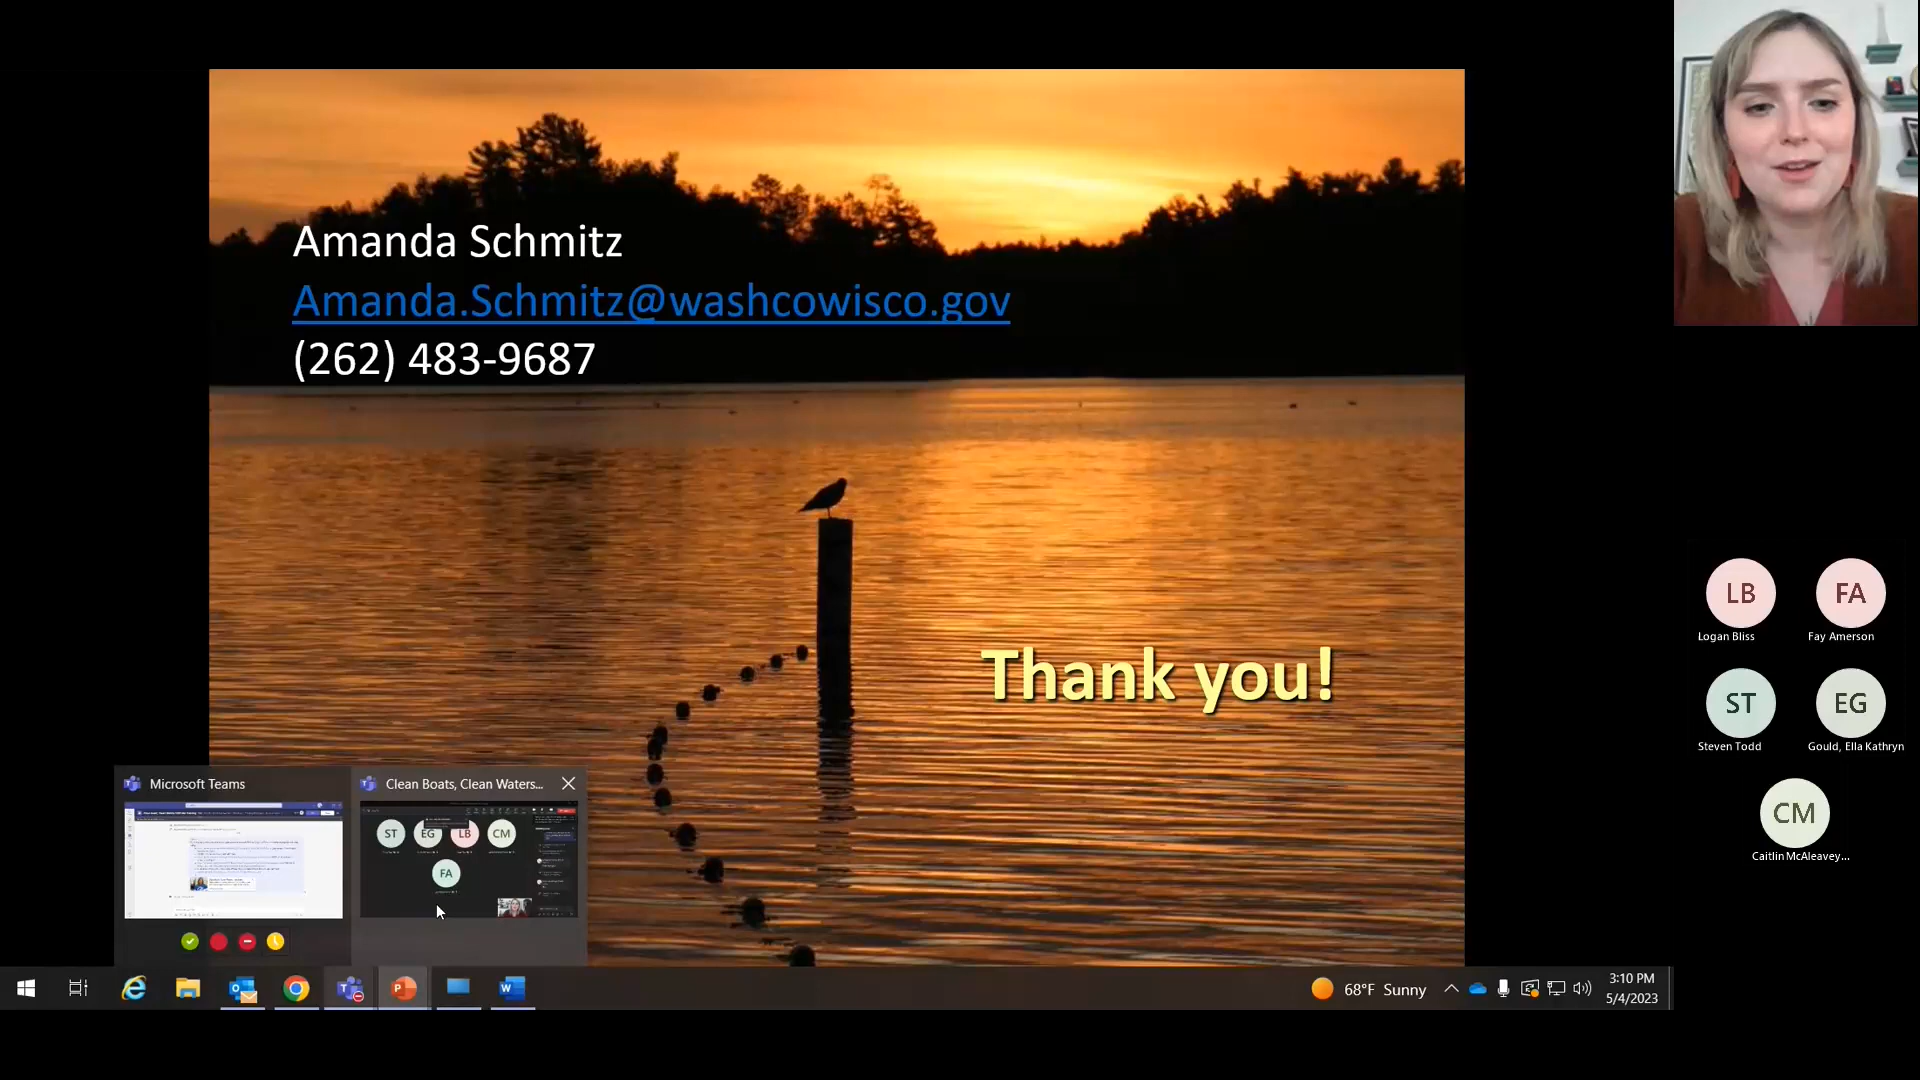 Amanda Schmitz
Amanda.Schmitz@washcowisco.gov
(262) 483-9687
Thank you!
LB
FA
Logan Bliss
Fay Amerson
ST
EG
Steven Todd
Gould, Ella Kathryn
CM
Caitlin McAleavey...
Microsoft Teams
Clean Boats, Clean Waters...
ST
EG
LB
CM
FA
68°F Sunny
3:10 PM
5/4/2023